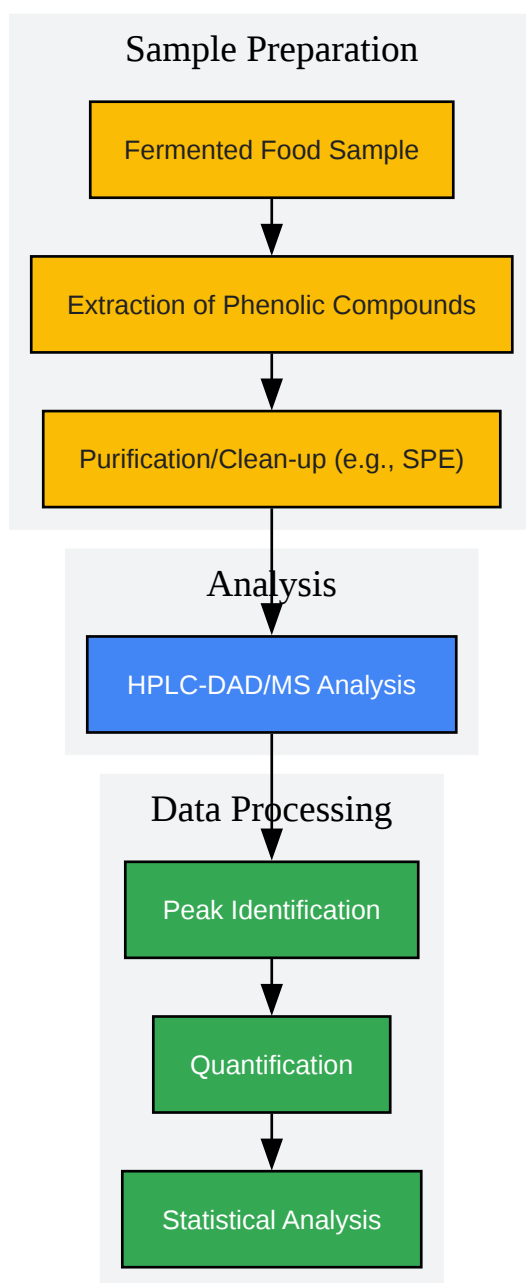 Sample Preparation
Fermented Food Sample
Extraction of Phenolic Compounds
Purification/Clean-up (e.g., SPE)
Analysis
HPLC-DAD/MS Analysis
Data Processing
Peak Identification
Quantification
Statistical Analysis